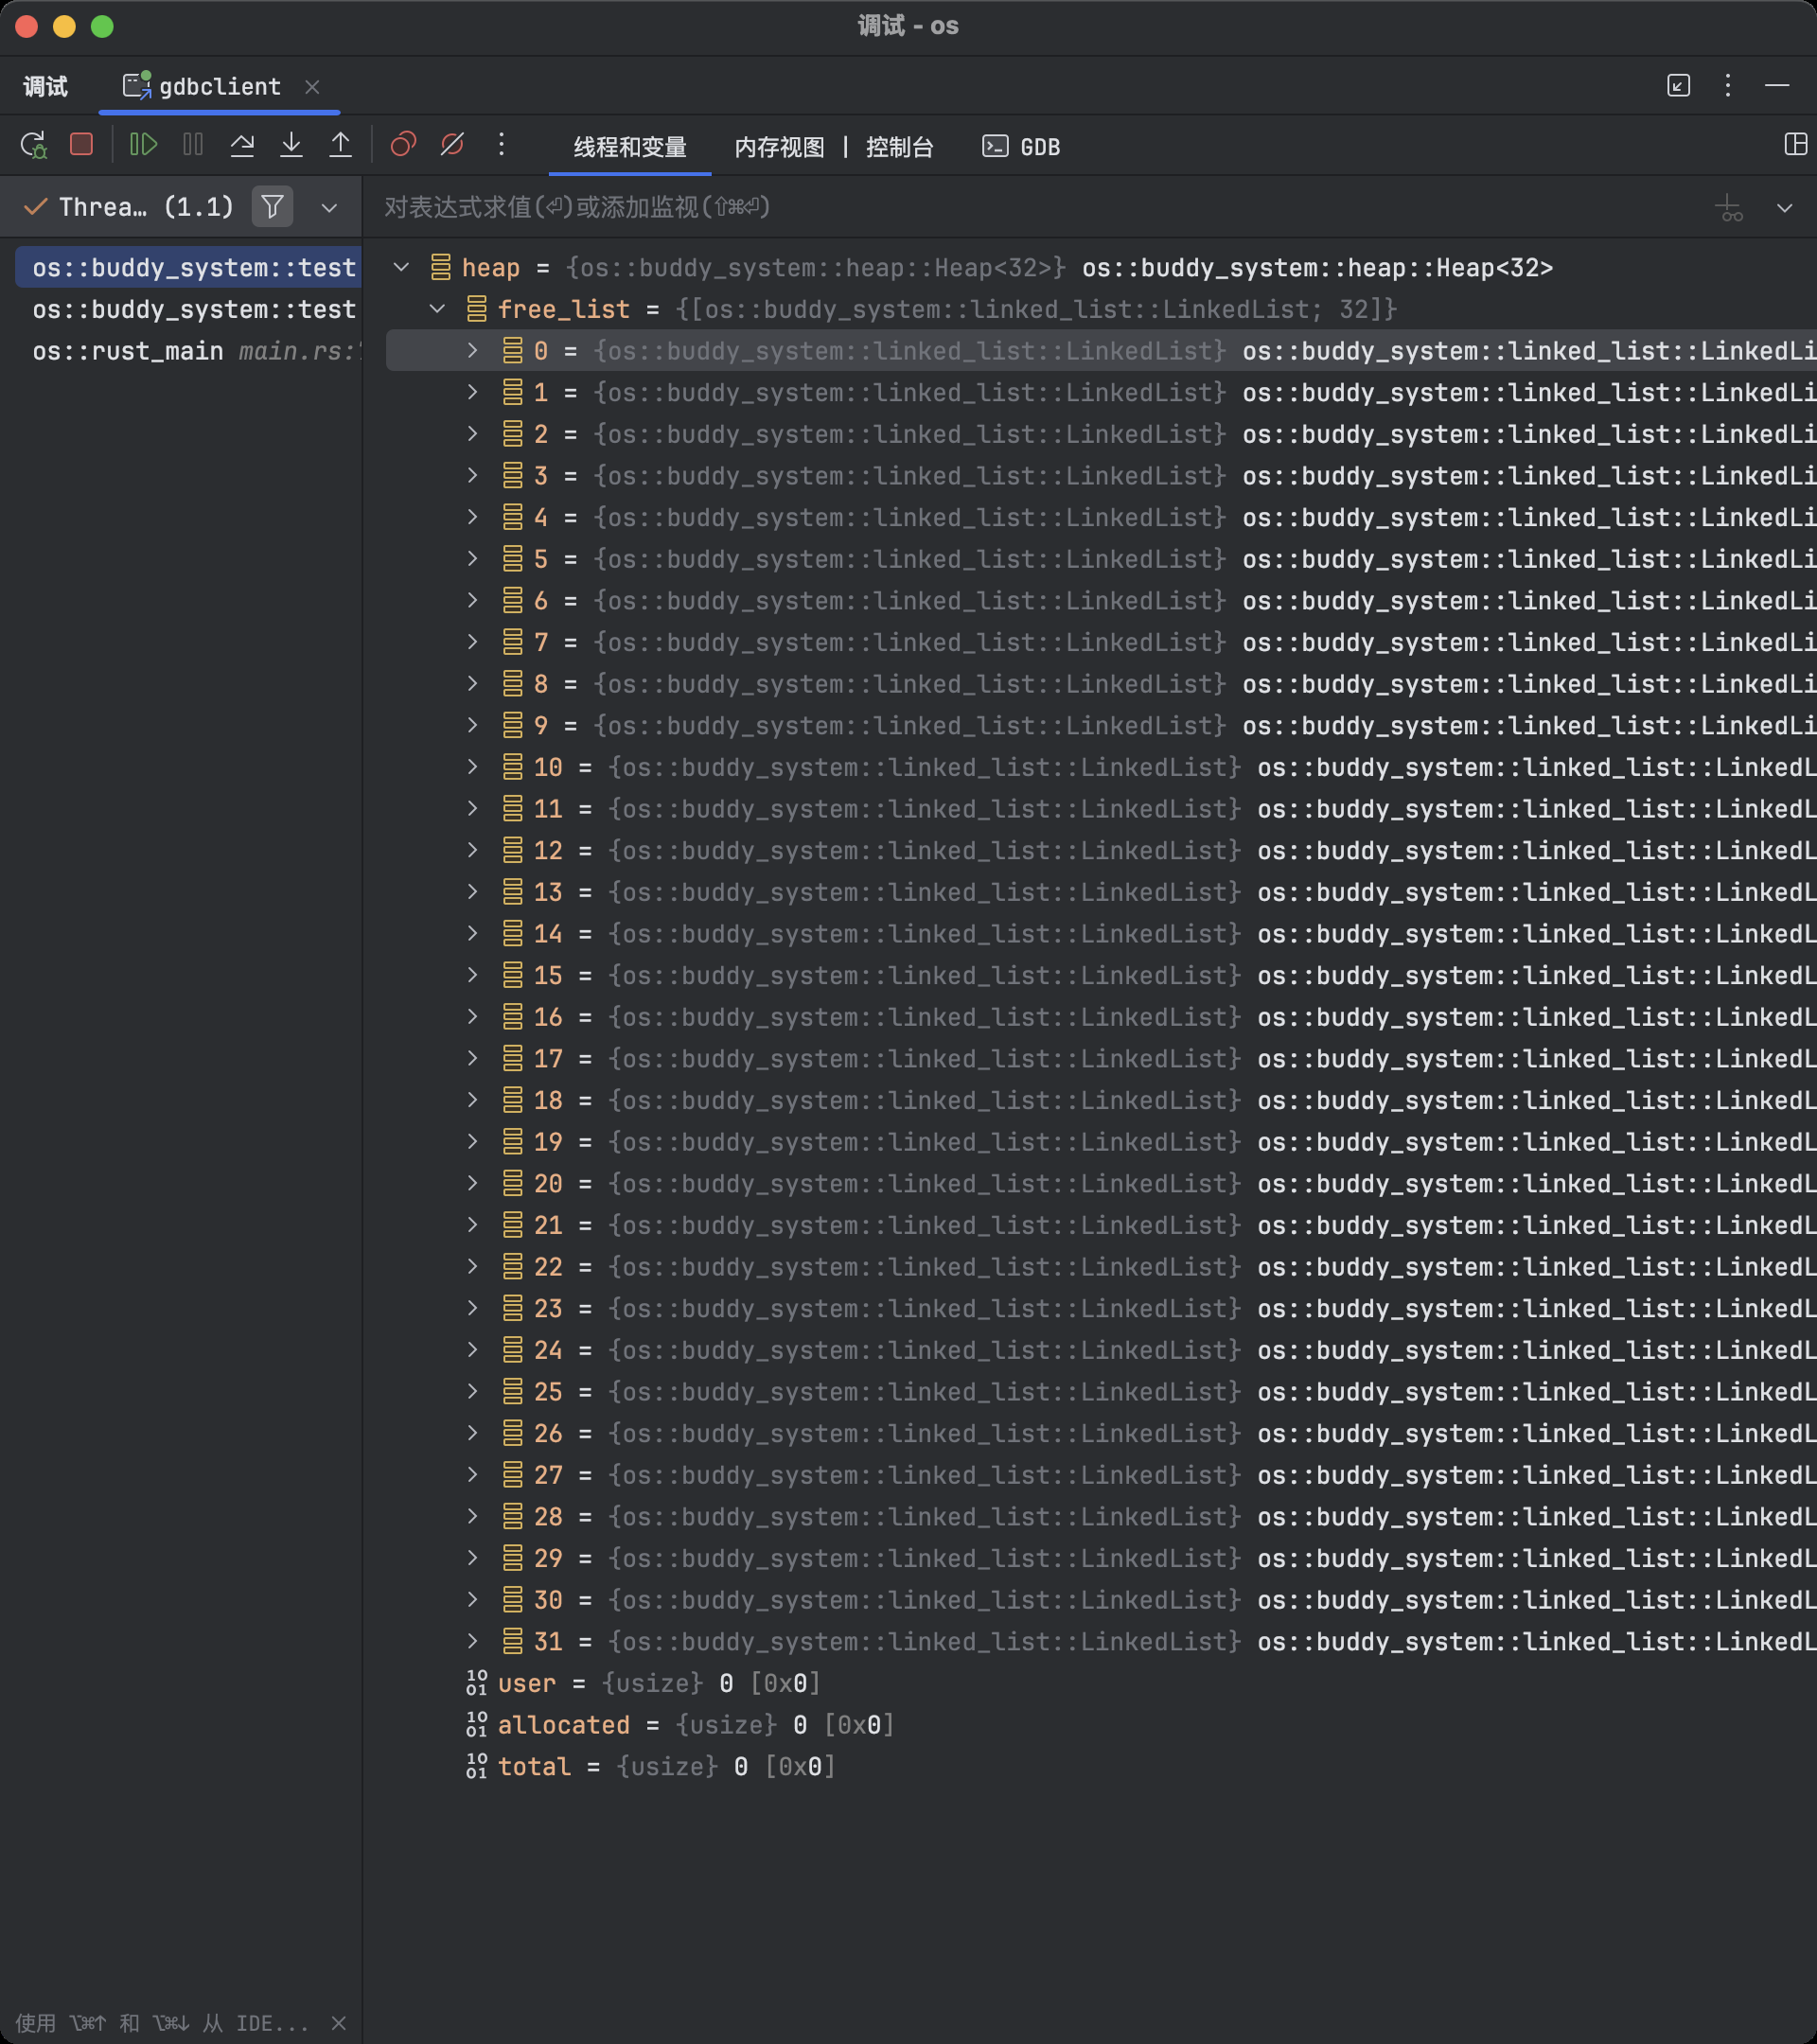 调试 - os
调试 gdbclient
线程和变量 内存视图 | 控制台 GDB
Threa… (1.1)
对表达式求值(⏎)或添加监视(⇧⌘⏎)
os::buddy_system::test
os::buddy_system::test
os::rust_main main.rs:
heap = {os::buddy_system::heap::Heap<32>} os::buddy_system::heap::Heap<32>
free_list = {[os::buddy_system::linked_list::LinkedList; 32]}
0 = {os::buddy_system::linked_list::LinkedList} os::buddy_system::linked_list::LinkedLi
1 = {os::buddy_system::linked_list::LinkedList} os::buddy_system::linked_list::LinkedLi
2 = {os::buddy_system::linked_list::LinkedList} os::buddy_system::linked_list::LinkedLi
3 = {os::buddy_system::linked_list::LinkedList} os::buddy_system::linked_list::LinkedLi
4 = {os::buddy_system::linked_list::LinkedList} os::buddy_system::linked_list::LinkedLi
5 = {os::buddy_system::linked_list::LinkedList} os::buddy_system::linked_list::LinkedLi
6 = {os::buddy_system::linked_list::LinkedList} os::buddy_system::linked_list::LinkedLi
7 = {os::buddy_system::linked_list::LinkedList} os::buddy_system::linked_list::LinkedLi
8 = {os::buddy_system::linked_list::LinkedList} os::buddy_system::linked_list::LinkedLi
9 = {os::buddy_system::linked_list::LinkedList} os::buddy_system::linked_list::LinkedLi
10 = {os::buddy_system::linked_list::LinkedList} os::buddy_system::linked_list::LinkedL
11 = {os::buddy_system::linked_list::LinkedList} os::buddy_system::linked_list::LinkedL
12 = {os::buddy_system::linked_list::LinkedList} os::buddy_system::linked_list::LinkedL
13 = {os::buddy_system::linked_list::LinkedList} os::buddy_system::linked_list::LinkedL
14 = {os::buddy_system::linked_list::LinkedList} os::buddy_system::linked_list::LinkedL
15 = {os::buddy_system::linked_list::LinkedList} os::buddy_system::linked_list::LinkedL
16 = {os::buddy_system::linked_list::LinkedList} os::buddy_system::linked_list::LinkedL
17 = {os::buddy_system::linked_list::LinkedList} os::buddy_system::linked_list::LinkedL
18 = {os::buddy_system::linked_list::LinkedList} os::buddy_system::linked_list::LinkedL
19 = {os::buddy_system::linked_list::LinkedList} os::buddy_system::linked_list::LinkedL
20 = {os::buddy_system::linked_list::LinkedList} os::buddy_system::linked_list::LinkedL
21 = {os::buddy_system::linked_list::LinkedList} os::buddy_system::linked_list::LinkedL
22 = {os::buddy_system::linked_list::LinkedList} os::buddy_system::linked_list::LinkedL
23 = {os::buddy_system::linked_list::LinkedList} os::buddy_system::linked_list::LinkedL
24 = {os::buddy_system::linked_list::LinkedList} os::buddy_system::linked_list::LinkedL
25 = {os::buddy_system::linked_list::LinkedList} os::buddy_system::linked_list::LinkedL
26 = {os::buddy_system::linked_list::LinkedList} os::buddy_system::linked_list::LinkedL
27 = {os::buddy_system::linked_list::LinkedList} os::buddy_system::linked_list::LinkedL
28 = {os::buddy_system::linked_list::LinkedList} os::buddy_system::linked_list::LinkedL
29 = {os::buddy_system::linked_list::LinkedList} os::buddy_system::linked_list::LinkedL
30 = {os::buddy_system::linked_list::LinkedList} os::buddy_system::linked_list::LinkedL
31 = {os::buddy_system::linked_list::LinkedList} os::buddy_system::linked_list::LinkedL
user = {usize} 0 [0x0]
allocated = {usize} 0 [0x0]
total = {usize} 0 [0x0]
使用 ⌥⌘↑ 和 ⌥⌘↓ 从 IDE...